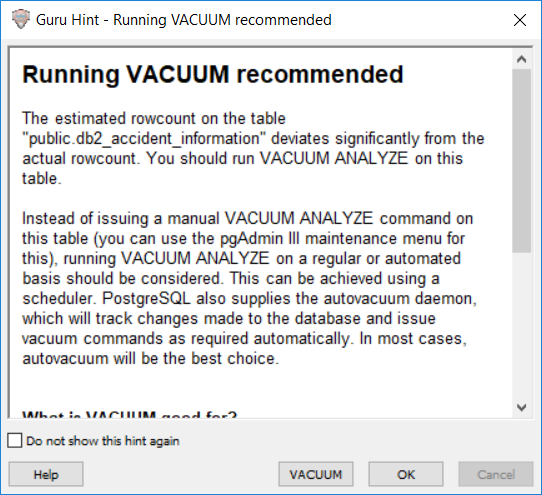 Guru Hint - Running VACUUM recommended
Running VACUUM recommended
The estimated rowcount on the table
"public.db2_accident_information" deviates significantly from the
actual rowcount. You should run VACUUM ANALYZE on this
table.
Instead of issuing a manual VACUUM ANALYZE command on
this table (you can use the pgAdmin III maintenance menu for
this), running VACUUM ANALYZE on a regular or automated
basis should be considered. This can be achieved using a
scheduler. PostgreSQL also supplies the autovacuum daemon,
which will track changes made to the database and issue
vacuum commands as required automatically. In most cases,
autovacuum will be the best choice.
What is VACUUM good for?
Do not show this hint again
Help VACUUM OK Cancel